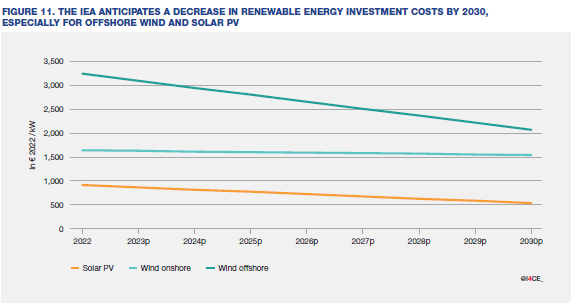 FIGURE 11. THE IEA ANTICIPATES A DECREASE IN RENEWABLE ENERGY INVESTMENT COSTS BY 2030,
ESPECIALLY FOR OFFSHORE WIND AND SOLAR PV
In € 2022 / kW
3,500
3,000
2,500
2,000
1,500
1,000
500
0
2022 2023p 2024p 2025p 2026p 2027p 2028p 2029p 2030p
Solar PV Wind onshore Wind offshore
@I4CE_